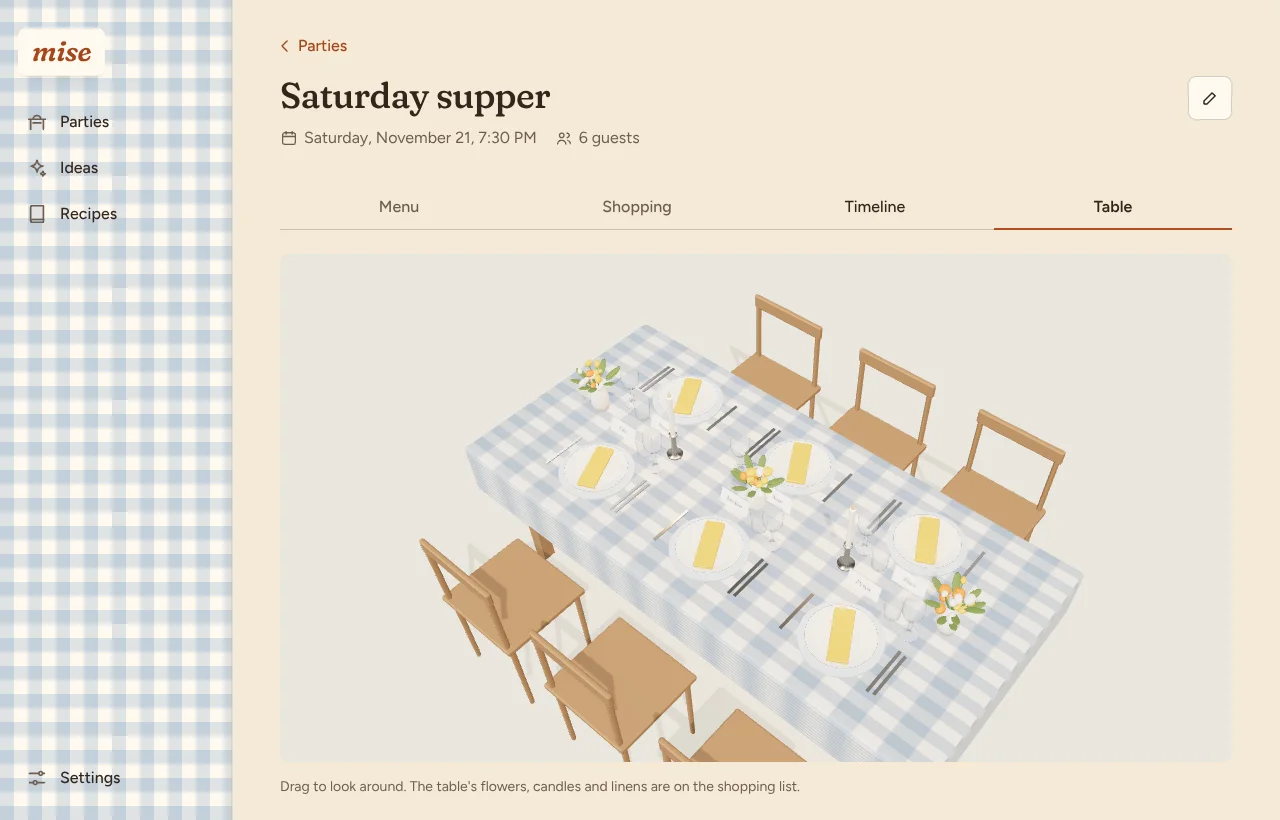 mise
Parties
Ideas
Recipes
Settings
Parties
Saturday supper
Saturday, November 21, 7:30 PM
6 guests
Menu
Shopping
Timeline
Table
Drag to look around. The table's flowers, candles and linens are on the shopping list.